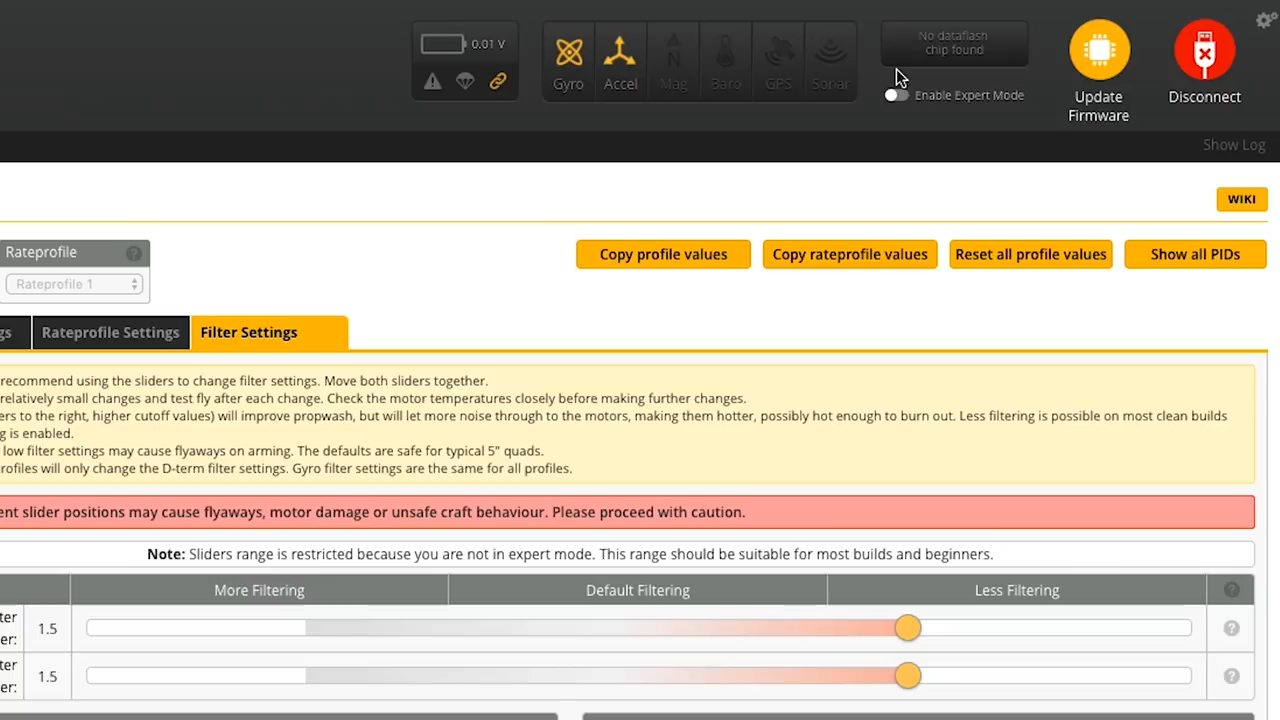 0.01 V
Gyro
Accel
Mag
Baro
GPS
Sonar
No dataflash
chip found
Enable Expert Mode
Update
Firmware
Disconnect
Show Log
WIKI
Rateprofile
Rateprofile 1
Copy profile values
Copy rateprofile values
Reset all profile values
Show all PIDs
gs
Rateprofile Settings
Filter Settings
recommend using the sliders to change filter settings. Move both sliders together.
relatively small changes and test fly after each change. Check the motor temperatures closely before making further changes.
ers to the right, higher cutoff values) will improve propwash, but will let more noise through to the motors, making them hotter, possibly hot enough to burn out. Less filtering is possible on most clean builds
g is enabled.
low filter settings may cause flyaways on arming. The defaults are safe for typical 5" quads.
rofiles will only change the D-term filter settings. Gyro filter settings are the same for all profiles.
ent slider positions may cause flyaways, motor damage or unsafe craft behaviour. Please proceed with caution.
Note: Sliders range is restricted because you are not in expert mode. This range should be suitable for most builds and beginners.
More Filtering
Default Filtering
Less Filtering
ter
er:
1.5
ter
er:
1.5